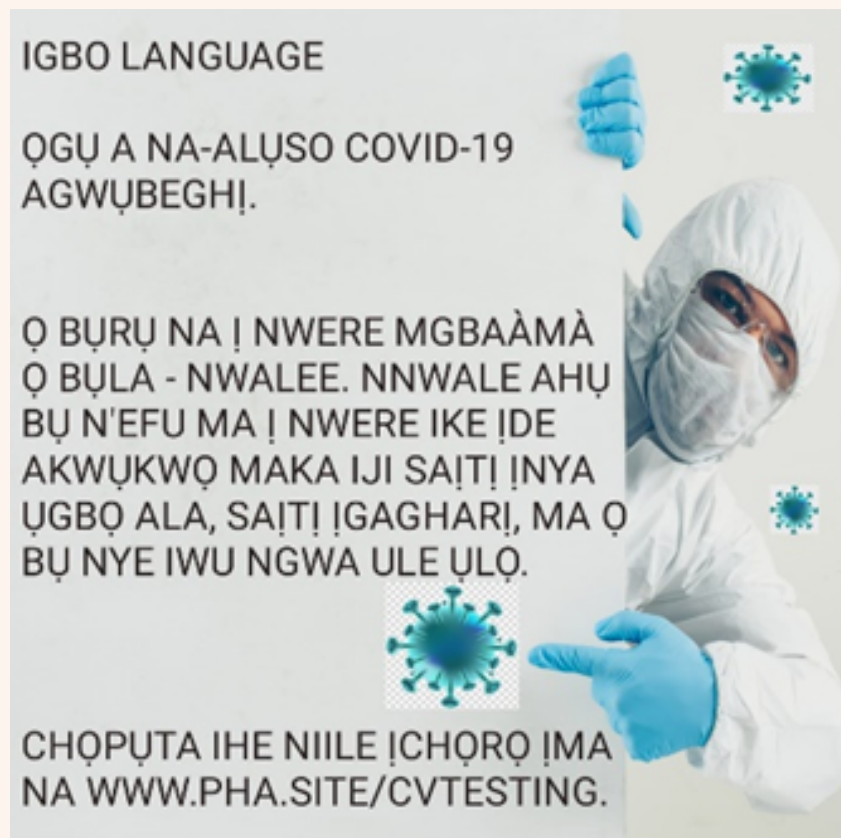 IGBO LANGUAGE
ỌGỤ A NA-ALỤSO COVID-19
AGWỤBEGHỊ.
Ọ BỤRỤ NA Ị NWERE MGBAÀMÀ
Ọ BỤLA - NWALEE. NNWALE AHỤ
BỤ N'EFU MA Ị NWERE IKE ỊDE
AKWỤKWỌ MAKA IJI SAỊTỊ ỊNYA
ỤGBỌ ALA, SAỊTỊ ỊGAGHARỊ, MA Ọ
BỤ NYE IWU NGWA ULE ỤLỌ.
CHỌPỤTA IHE NIILE ỊCHỌRỌ ỊMA
NA WWW.PHA.SITE/CVTESTING.